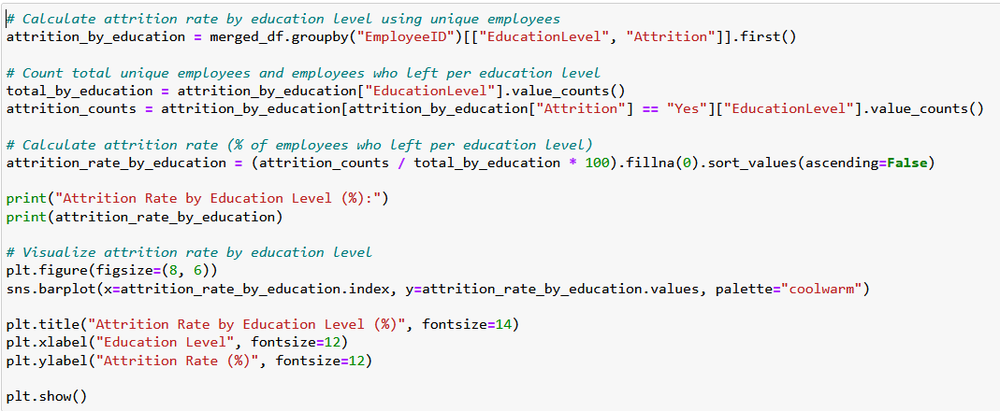 # Calculate attrition rate by education level using unique employees
attrition_by_education = merged_df.groupby("EmployeeID")[["EducationLevel", "Attrition"]].first()
# Count total unique employees and employees who left per education level
total_by_education = attrition_by_education["EducationLevel"].value_counts()
attrition_counts = attrition_by_education[attrition_by_education["Attrition"] == "Yes"]["EducationLevel"].value_counts()
# Calculate attrition rate (% of employees who left per education level)
attrition_rate_by_education = (attrition_counts / total_by_education * 100).fillna(0).sort_values(ascending=False)
print("Attrition Rate by Education Level (%):")
print(attrition_rate_by_education)
# Visualize attrition rate by education level
plt.figure(figsize=(8, 6))
sns.barplot(x=attrition_rate_by_education.index, y=attrition_rate_by_education.values, palette="coolwarm")
plt.title("Attrition Rate by Education Level (%)", fontsize=14)
plt.xlabel("Education Level", fontsize=12)
plt.ylabel("Attrition Rate (%)", fontsize=12)
plt.show()